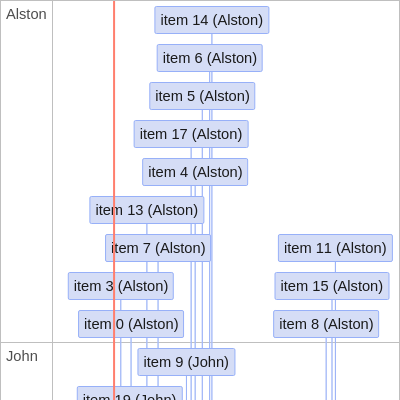 Alston
item 14 (Alston)
item 6 (Alston)
item 5 (Alston)
item 17 (Alston)
item 4 (Alston)
item 13 (Alston)
item 7 (Alston)
item 11 (Alston)
item 3 (Alston)
item 15 (Alston)
item 0 (Alston)
item 8 (Alston)
John
item 9 (John)
item 19 (John)